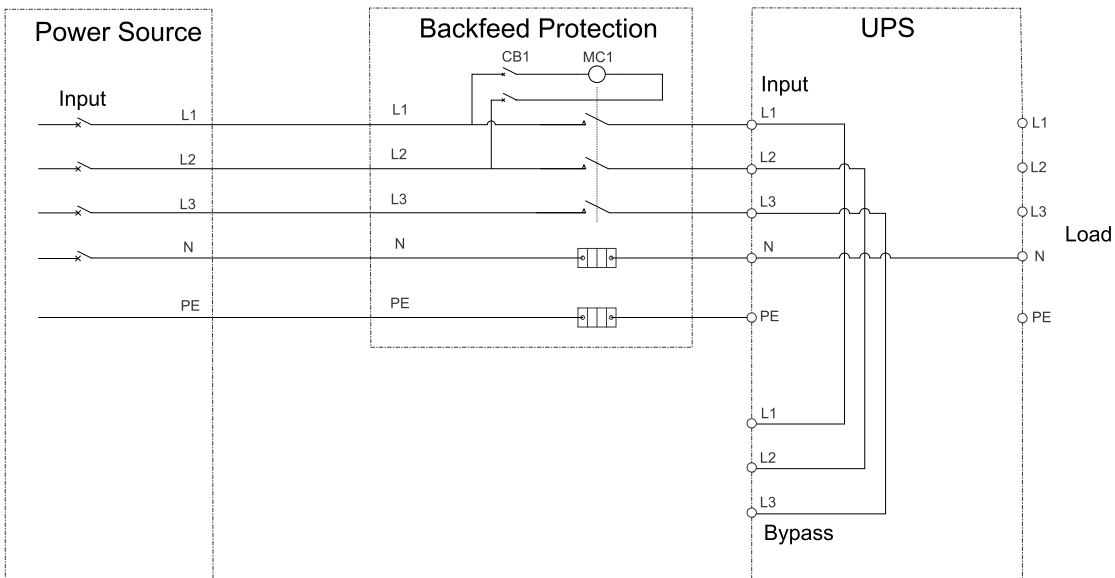 Power Source
Backfeed Protection
UPS
CB1
MC1
Input
Input
L1
L1
L1
L1
L2
L2
L2
L2
L3
L3
L3
L3
Load
N
N
N
N
PE
PE
PE
PE
L1
L2
L3
Bypass